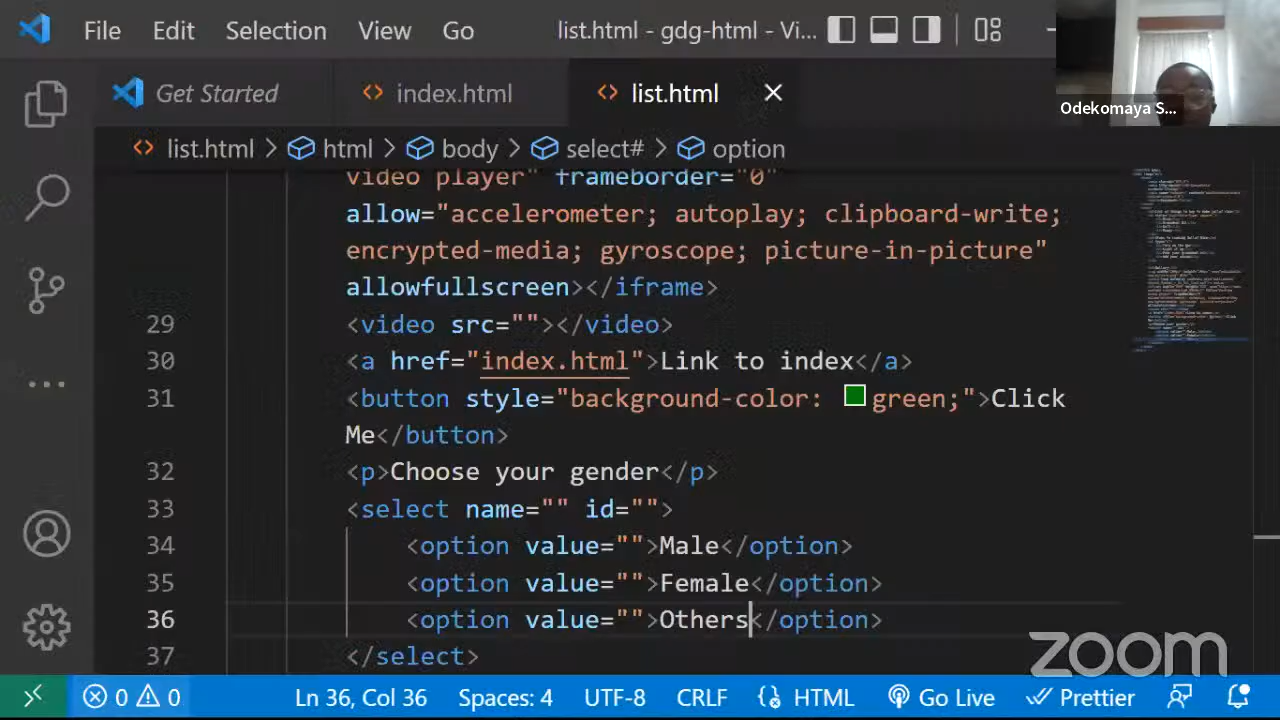 File Edit Selection View Go list.html - gdg-html - Vi...
Get Started index.html list.html
Odekomaya S...
list.html > html > body > select# > option
video player" frameborder="0"
allow="accelerometer; autoplay; clipboard-write;
encrypted-media; gyroscope; picture-in-picture"
allowfullscreen></iframe>
29 <video src=""></video>
30 <a href="index.html">Link to index</a>
31 <button style="background-color: green;">Click
Me</button>
32 <p>Choose your gender</p>
33 <select name="" id="">
34 <option value="">Male</option>
35 <option value="">Female</option>
36 <option value="">Others</option>
37 </select>
zoom
0 0 Ln 36, Col 36 Spaces: 4 UTF-8 CRLF HTML Go Live Prettier